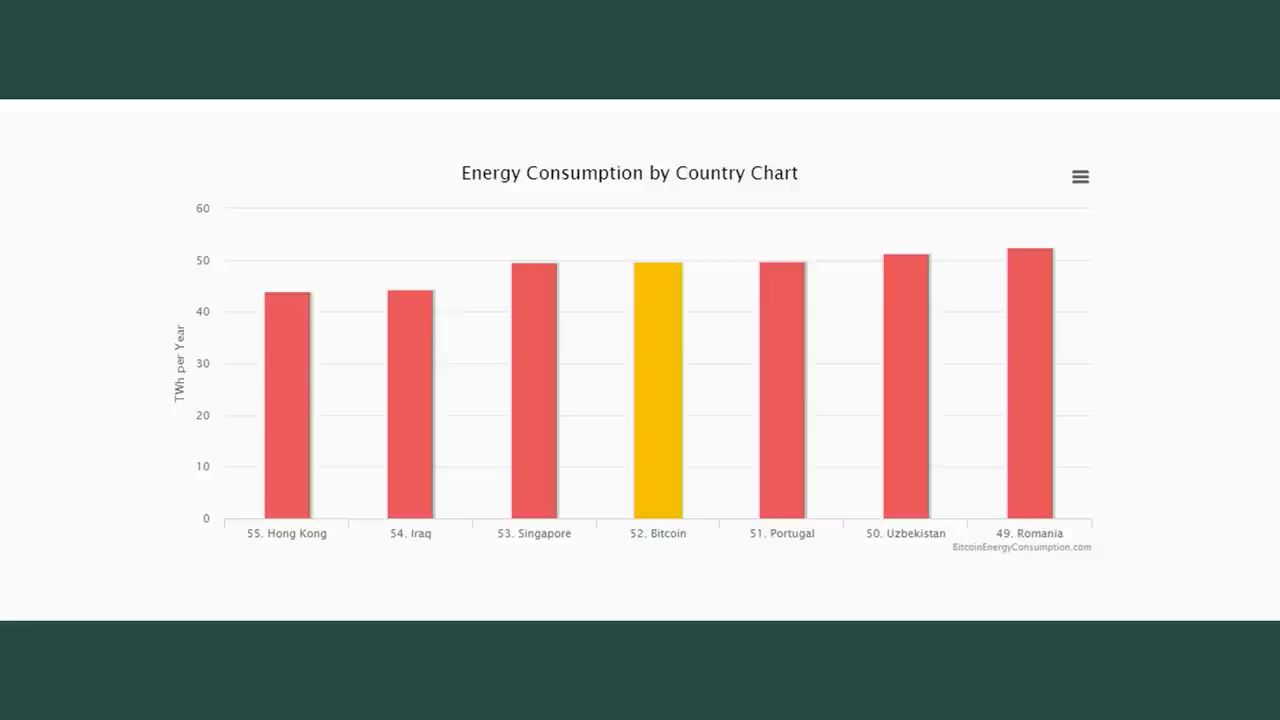 Energy Consumption by Country Chart
60
50
40
30
20
10
0
TWh per Year
55. Hong Kong
54. Iraq
53. Singapore
52. Bitcoin
51. Portugal
50. Uzbekistan
49. Romania
BitcoinEnergyConsumption.com